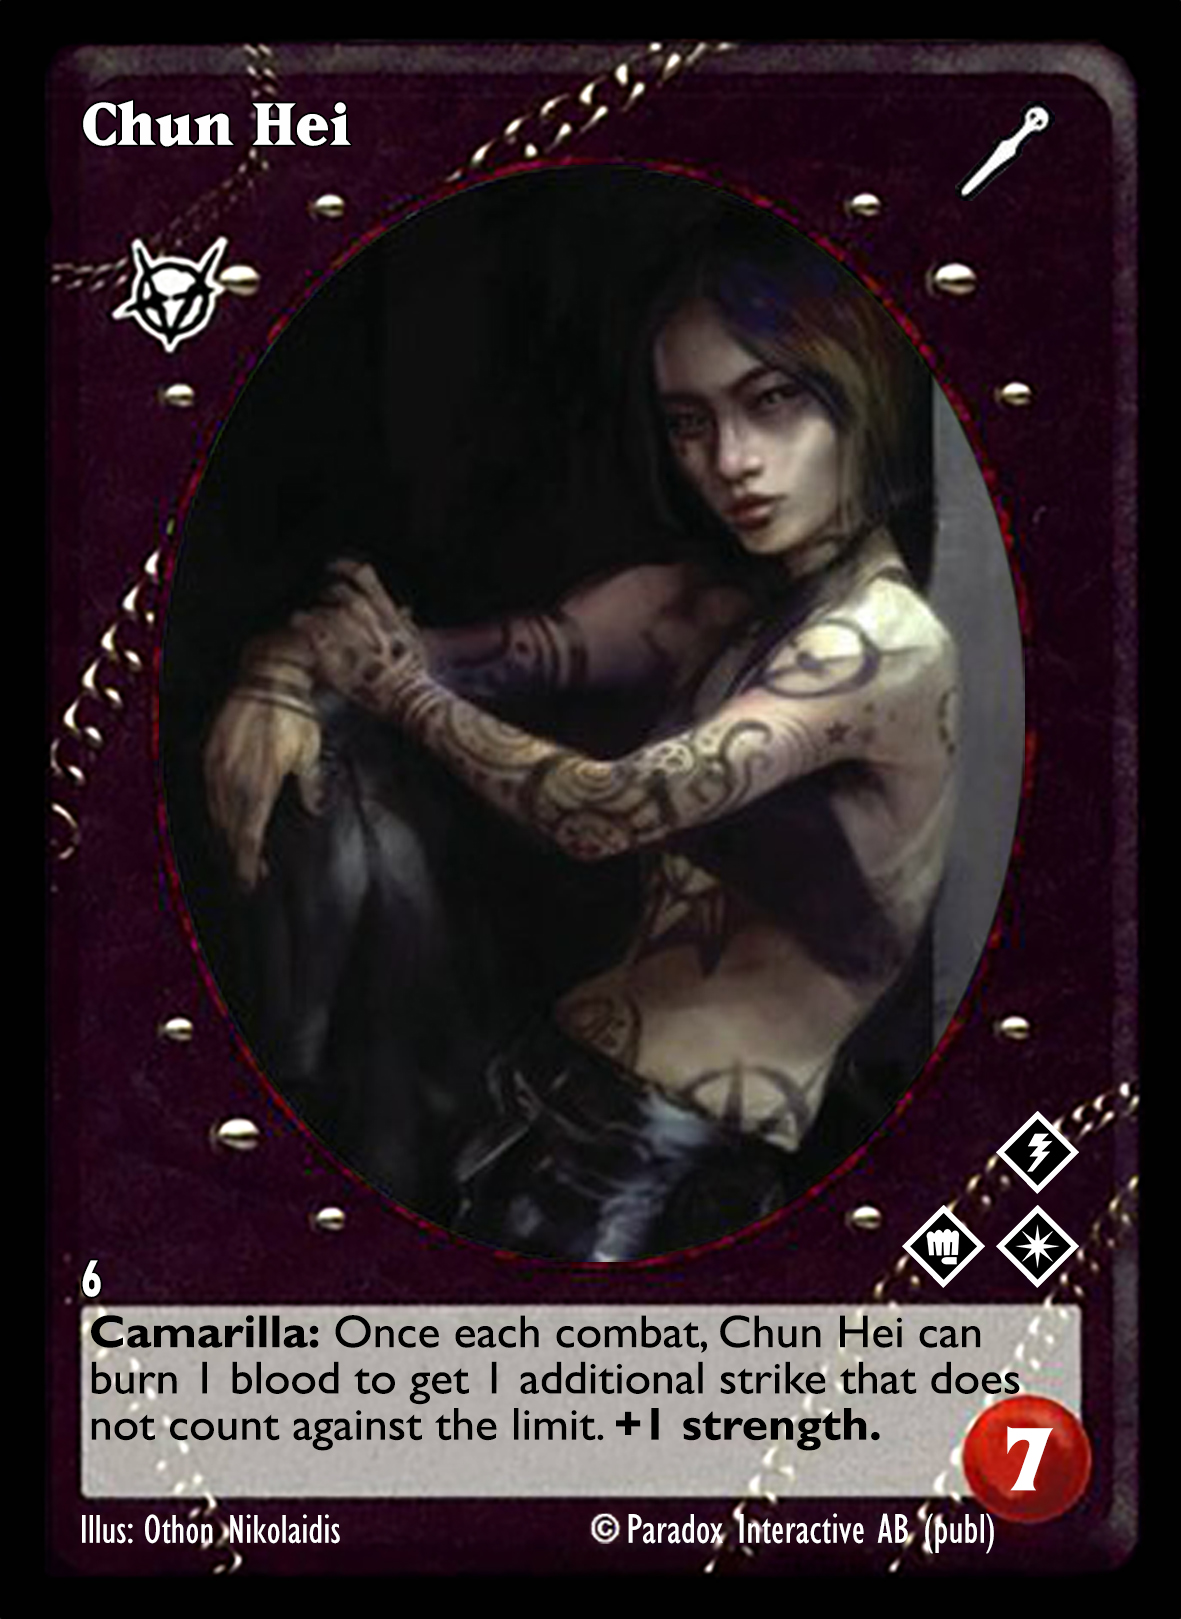 Chun Hei
6
Camarilla: Once each combat, Chun Hei can
burn 1 blood to get 1 additional strike that does
not count against the limit. +1 strength.
7
Illus: Othon Nikolaidis
© Paradox Interactive AB (publ)